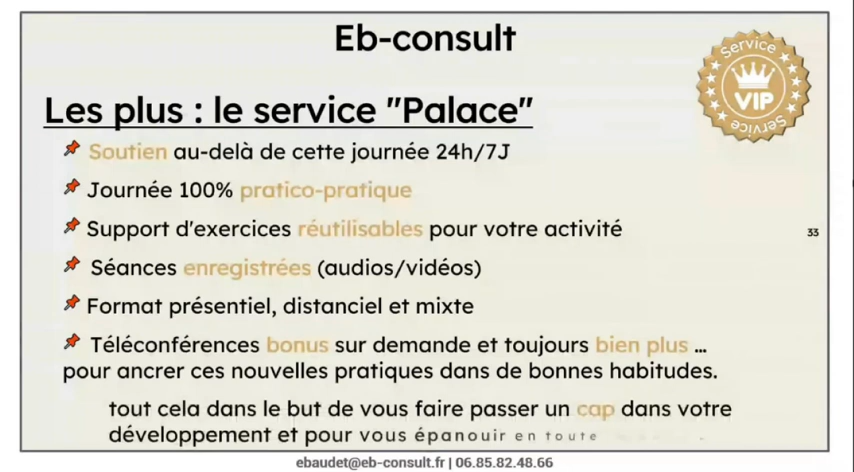 Eb-consult
Service
VIP
Service
Les plus : le service "Palace"
Soutien au-delà de cette journée 24h/7J
Journée 100% pratico-pratique
Support d'exercices réutilisables pour votre activité
33
Séances enregistrées (audios/vidéos)
Format présentiel, distanciel et mixte
Téléconférences bonus sur demande et toujours bien plus ...
pour ancrer ces nouvelles pratiques dans de bonnes habitudes.
tout cela dans le but de vous faire passer un cap dans votre
développement et pour vous épanouir en toute
ebaudet@eb-consult.fr | 06.85.82.48.66